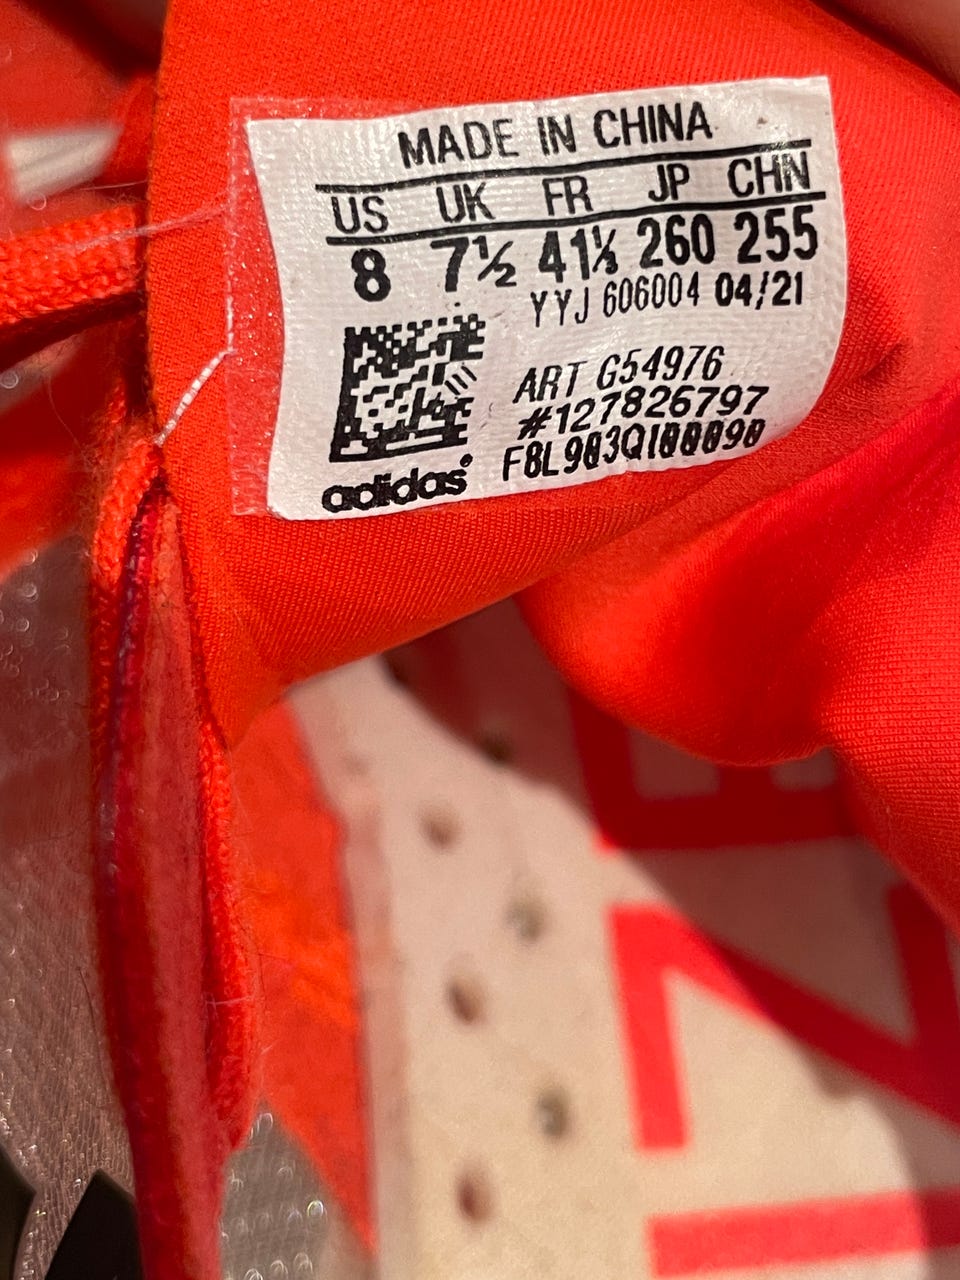 MADE IN CHINA
US UK FR JP CHN
8 7½ 41⅓ 260 255
YYJ 606004 04/21
ART G54976
#127826797
F8L903QI00090
adidas